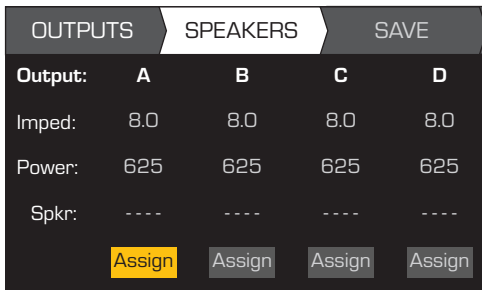 OUTPUTS SPEAKERS SAVE
Output: A B C D
Imped: 8.0 8.0 8.0 8.0
Power: 625 625 625 625
Spkr: ---- ---- ---- ----
Assign Assign Assign Assign